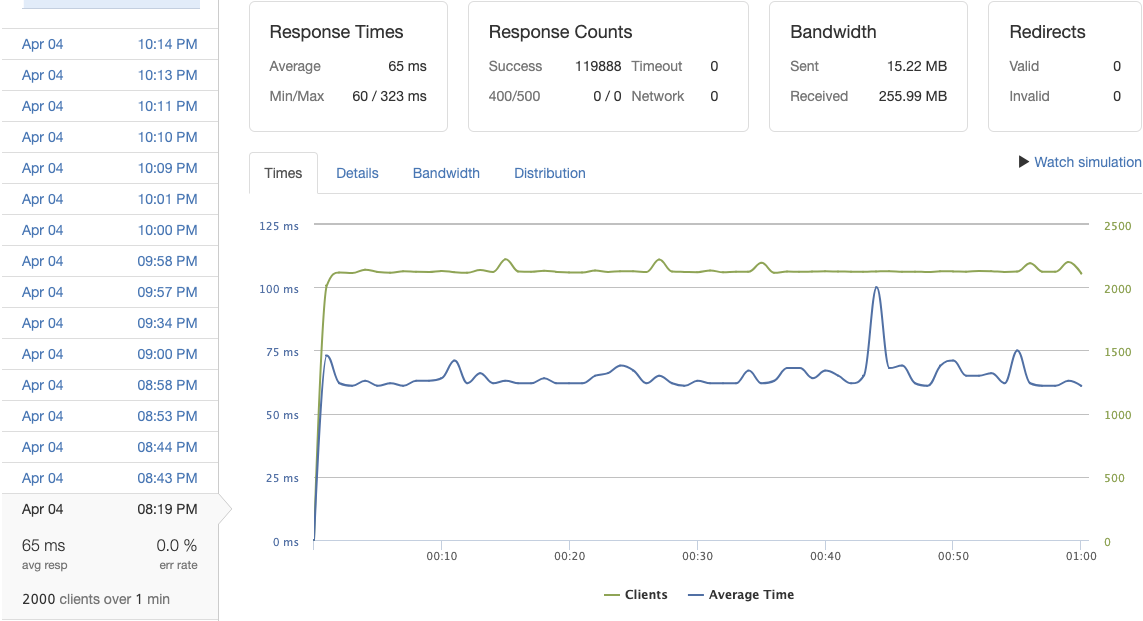 Apr 04 10:14 PM
Apr 04 10:13 PM
Apr 04 10:11 PM
Apr 04 10:10 PM
Apr 04 10:09 PM
Apr 04 10:01 PM
Apr 04 10:00 PM
Apr 04 09:58 PM
Apr 04 09:57 PM
Apr 04 09:34 PM
Apr 04 09:00 PM
Apr 04 08:58 PM
Apr 04 08:53 PM
Apr 04 08:44 PM
Apr 04 08:43 PM
Apr 04 08:19 PM
65 ms 0.0 %
avg resp err rate
2000 clients over 1 min
Response Times
Average 65 ms
Min/Max 60 / 323 ms
Response Counts
Success 119888 Timeout 0
400/500 0 / 0 Network 0
Bandwidth
Sent 15.22 MB
Received 255.99 MB
Redirects
Valid 0
Invalid 0
Times Details Bandwidth Distribution
Watch simulation
125 ms 2500
100 ms 2000
75 ms 1500
50 ms 1000
25 ms 500
0 ms 0
00:10 00:20 00:30 00:40 00:50 01:00
Clients Average Time